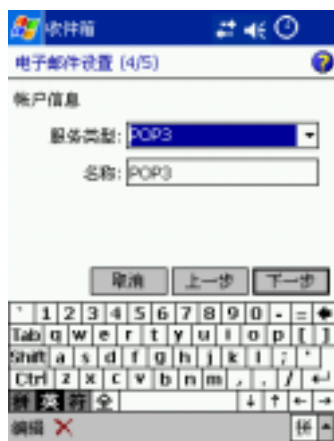 收件箱
电子邮件设置 (4/5)
帐户信息
服务类型: POP3
名称: POP3
取消 上一步 下一步
` 1 2 3 4 5 6 7 8 9 0 - =
Tab q w e r t y u i o p [ ]
Shift a s d f g h j k l ; '
Ctrl z x c v b n m , . /
拼 英 符 全 ↓ ↑ ← →
编辑 拼